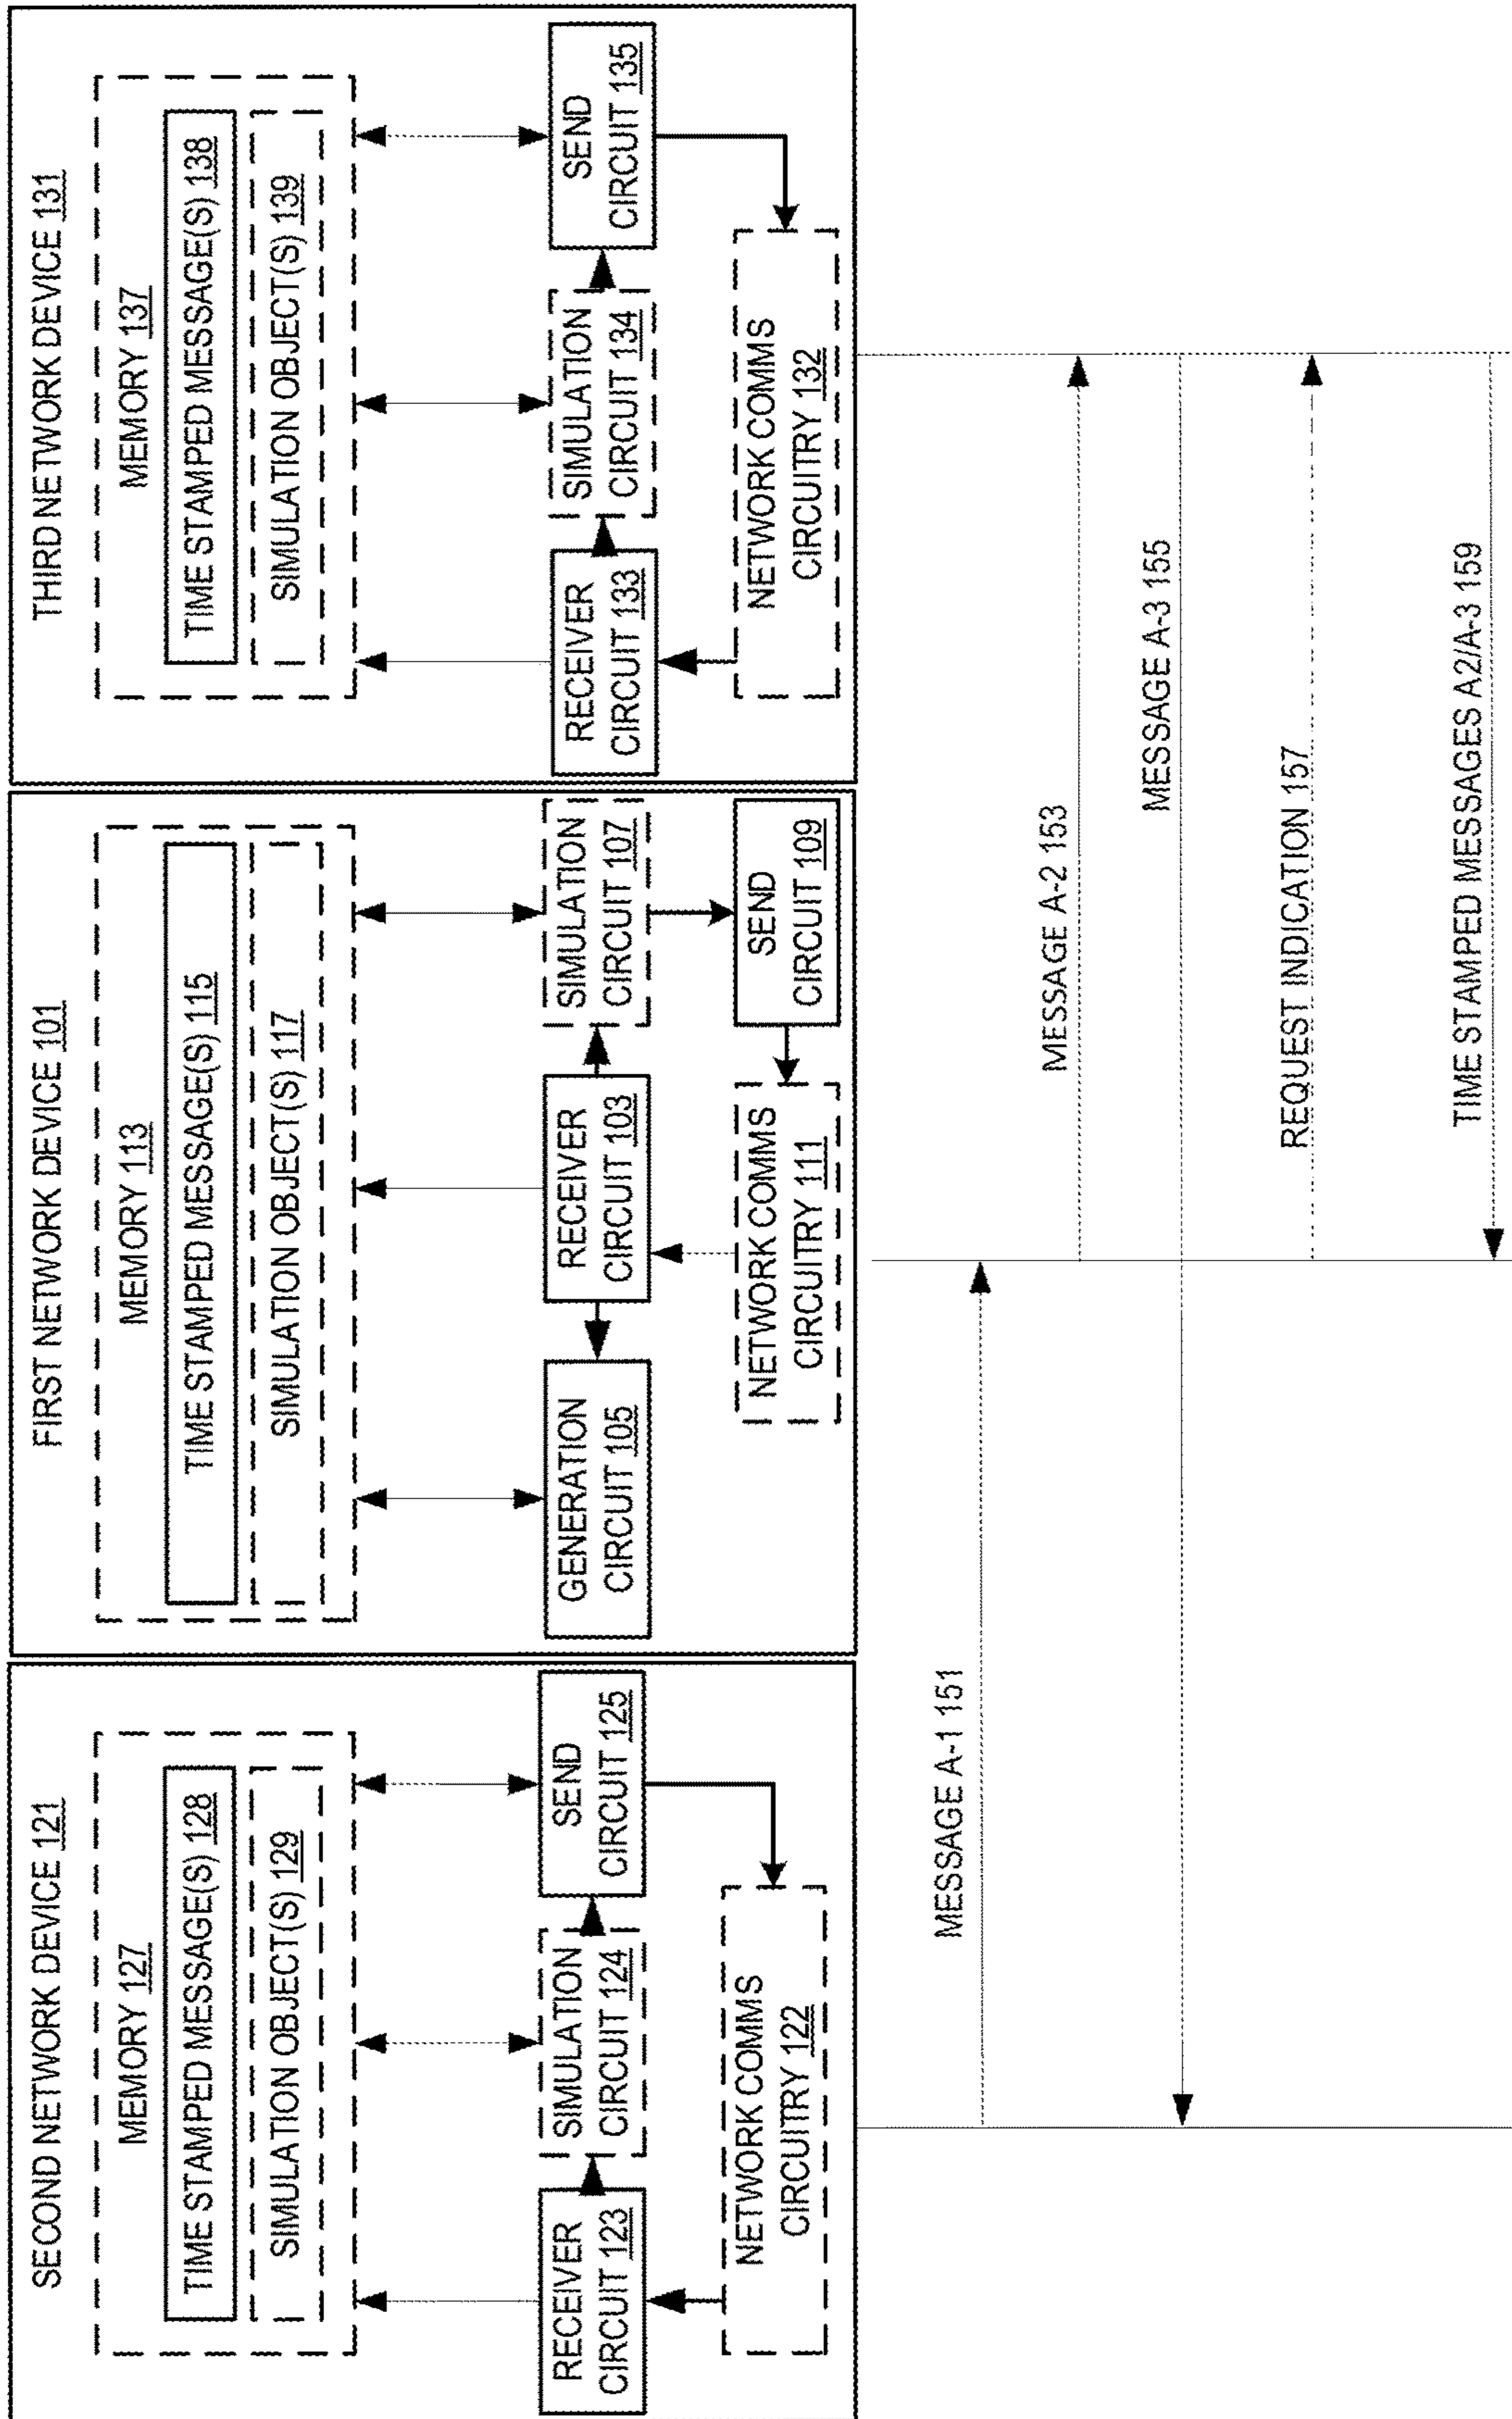 SECOND NETWORK DEVICE 121
MEMORY 127
TIME STAMPED MESSAGE(S) 128
SIMULATION OBJECT(S) 129
RECEIVER
CIRCUIT 123
SIMULATION
CIRCUIT 124
SEND
CIRCUIT 125
NETWORK COMMS
CIRCUITRY 122
FIRST NETWORK DEVICE 101
MEMORY 113
TIME STAMPED MESSAGE(S) 115
SIMULATION OBJECT(S) 117
GENERATION
CIRCUIT 105
RECEIVER
CIRCUIT 103
SIMULATION
CIRCUIT 107
NETWORK COMMS
CIRCUITRY 111
SEND
CIRCUIT 109
THIRD NETWORK DEVICE 131
MEMORY 137
TIME STAMPED MESSAGE(S) 138
SIMULATION OBJECT(S) 139
RECEIVER
CIRCUIT 133
SIMULATION
CIRCUIT 134
SEND
CIRCUIT 135
NETWORK COMMS
CIRCUITRY 132
MESSAGE A-1 151
MESSAGE A-2 153
MESSAGE A-3 155
REQUEST INDICATION 157
TIME STAMPED MESSAGES A2/A-3 159